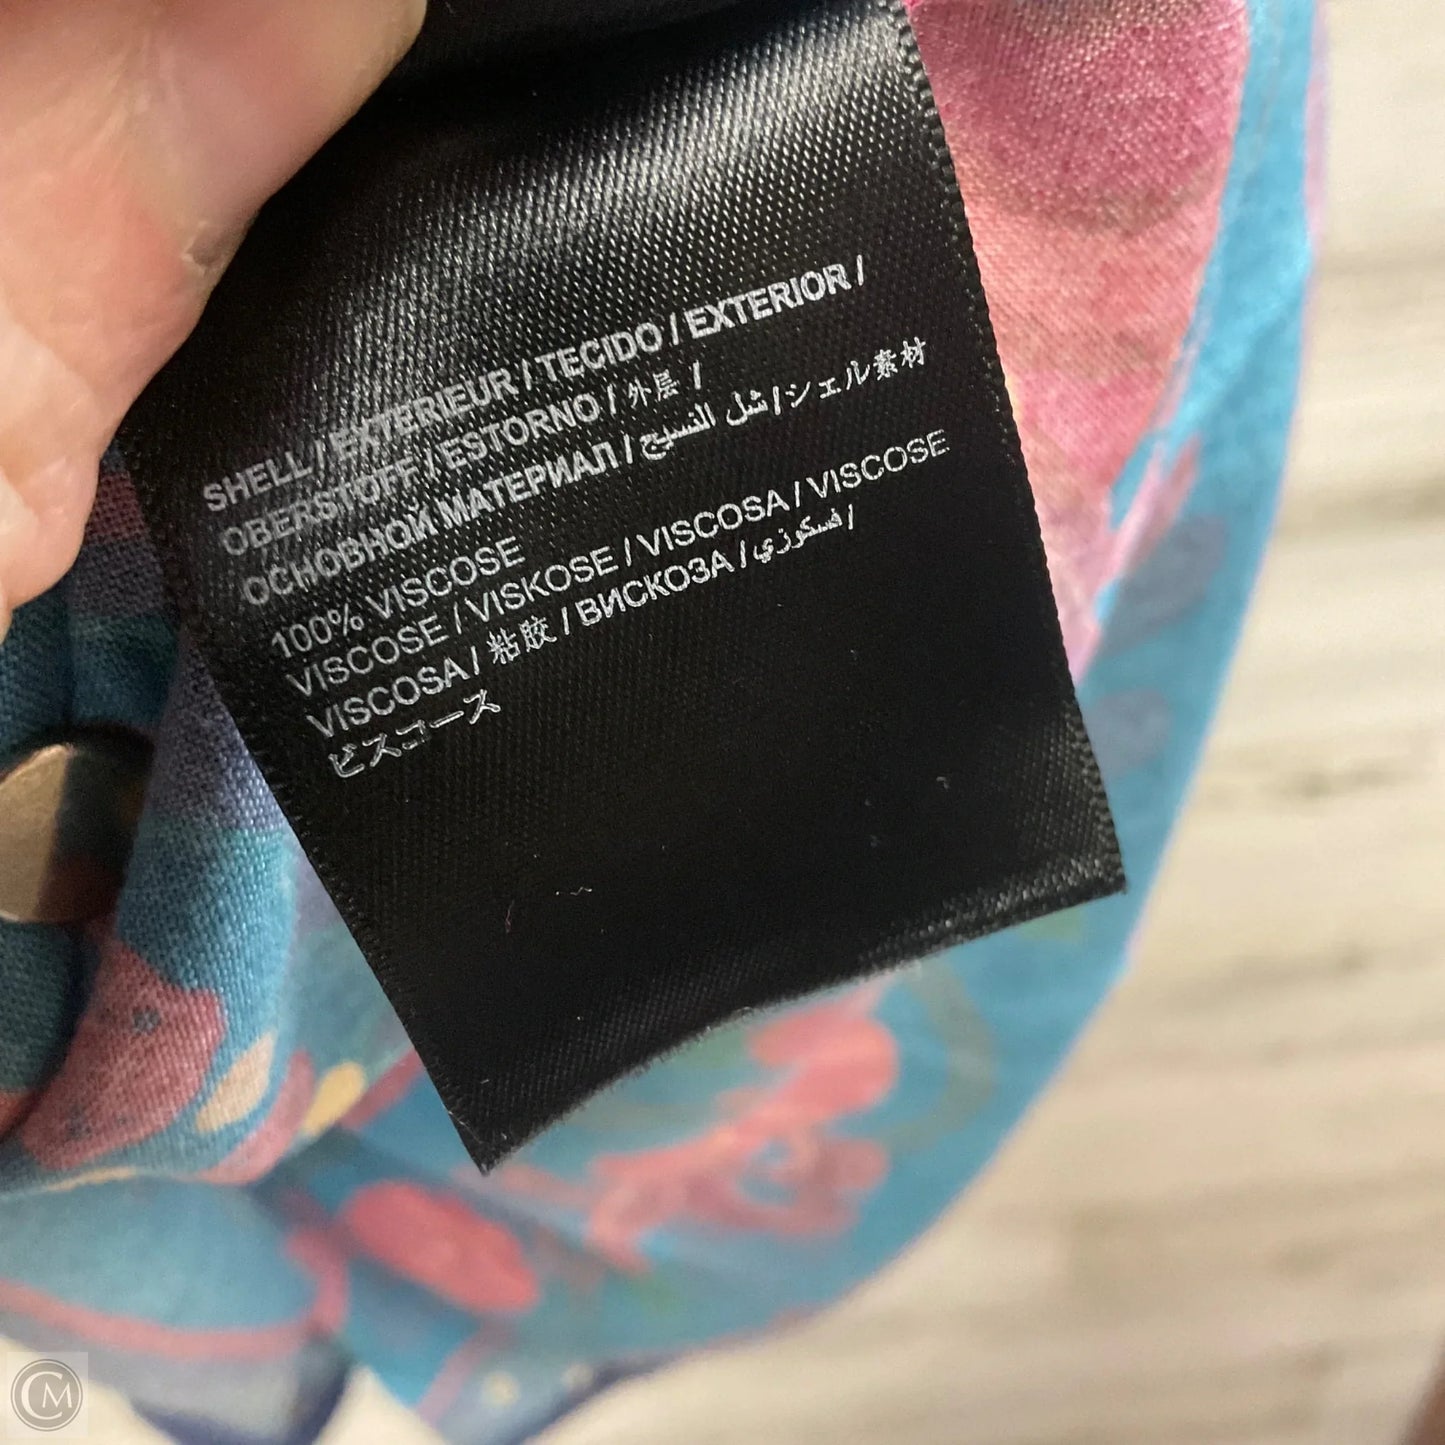 SHELL / EXTERIEUR / TECIDO / EXTERIOR /
OBERSTOFF / ESTORNO / 外层 /
ОСНОВНОЙ МАТЕРИАЛ / شل النسيج / シェル素材
100% VISCOSE
VISCOSE / VISKOSE / VISCOSA / VISCOSE
VISCOSA / 粘胶 / ВИСКОЗА / فسكوزي /
ビスコース
CM